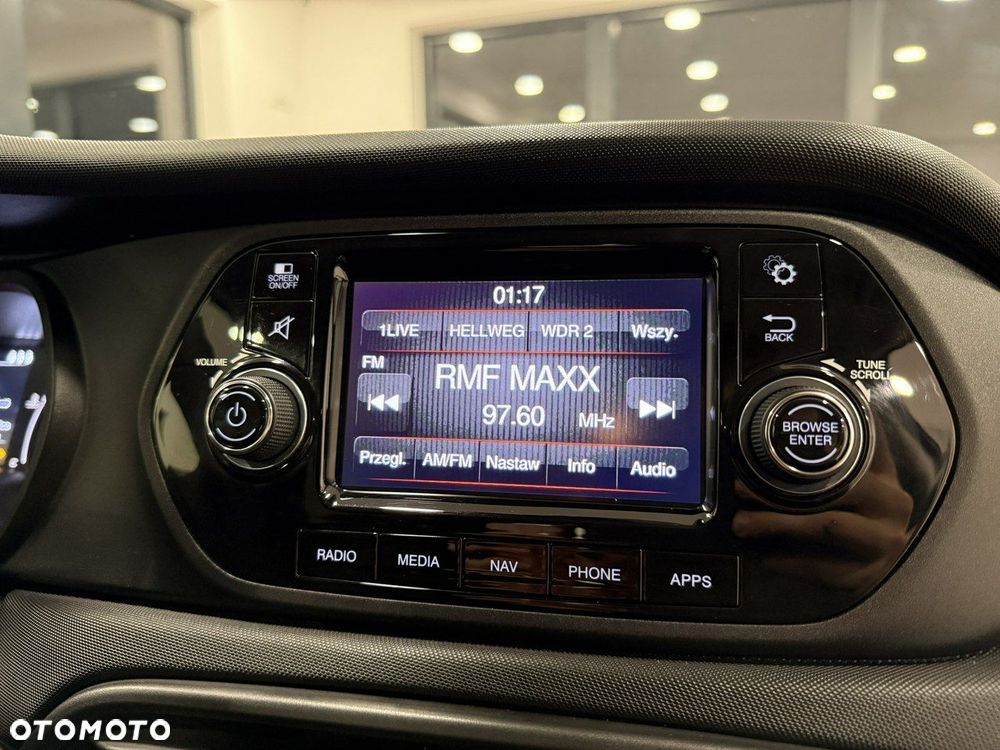 SCREEN
ON/OFF
VOLUME
01:17
1LIVE HELLWEG WDR 2 Wszy.
FM
RMF MAXX
97.60 MHz
Przegl. AM/FM Nastaw Info Audio
BACK
TUNE
SCROLL
BROWSE
ENTER
RADIO MEDIA NAV PHONE APPS
OTOMOTO